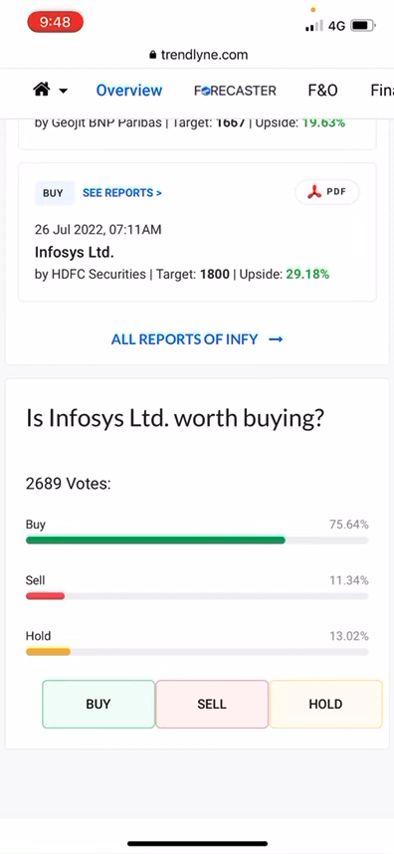 9:48
4G
trendlyne.com
Overview FORECASTER F&O Fin
by Geojit BNP Paribas | Target: 1667 | Upside: 19.63%
BUY SEE REPORTS > PDF
26 Jul 2022, 07:11AM
Infosys Ltd.
by HDFC Securities | Target: 1800 | Upside: 29.18%
ALL REPORTS OF INFY →
Is Infosys Ltd. worth buying?
2689 Votes:
Buy 75.64%
Sell 11.34%
Hold 13.02%
BUY SELL HOLD